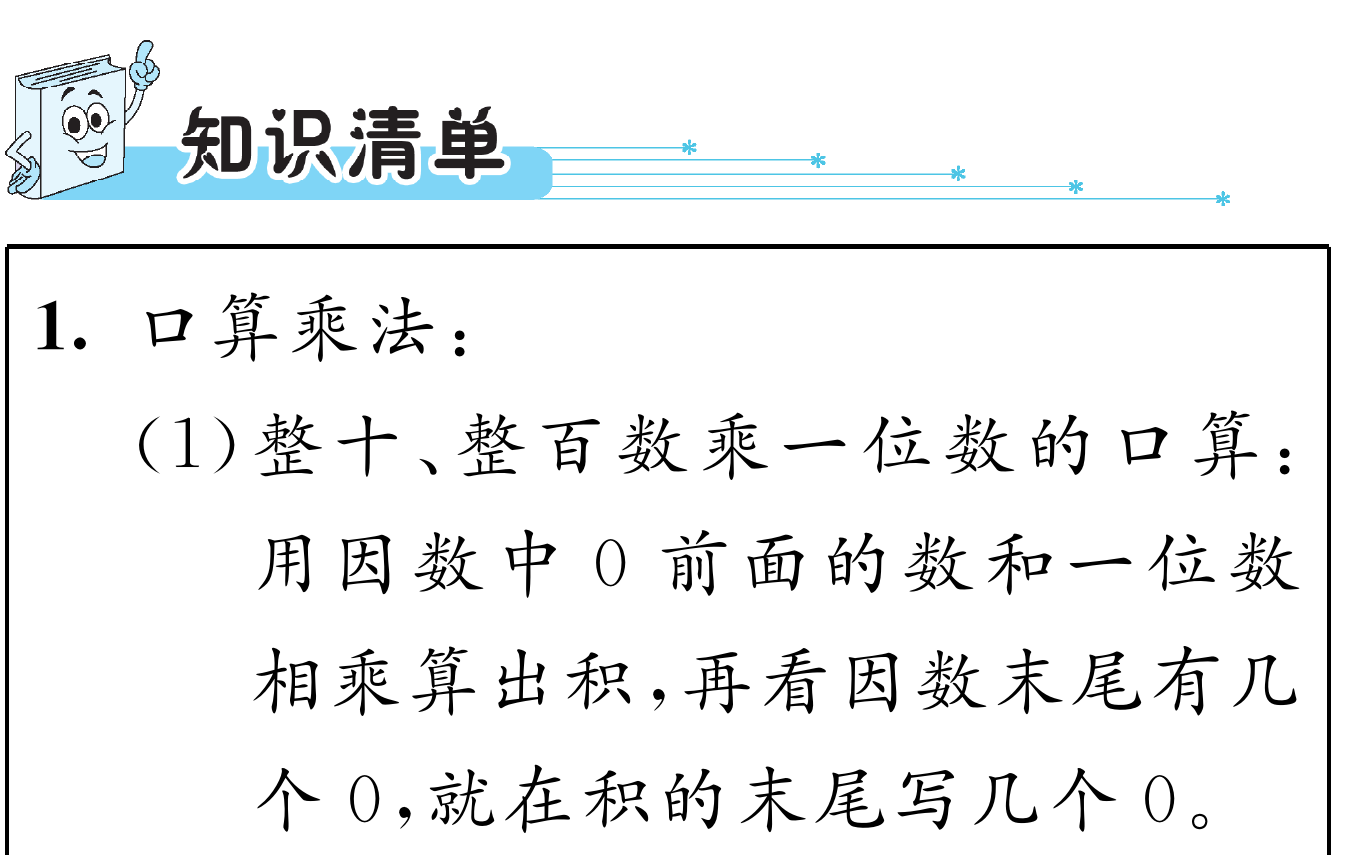 知识清单
1. 口算乘法：
(1)整十、整百数乘一位数的口算：
用因数中 0 前面的数和一位数
相乘算出积，再看因数末尾有几
个 0，就在积的末尾写几个 0。